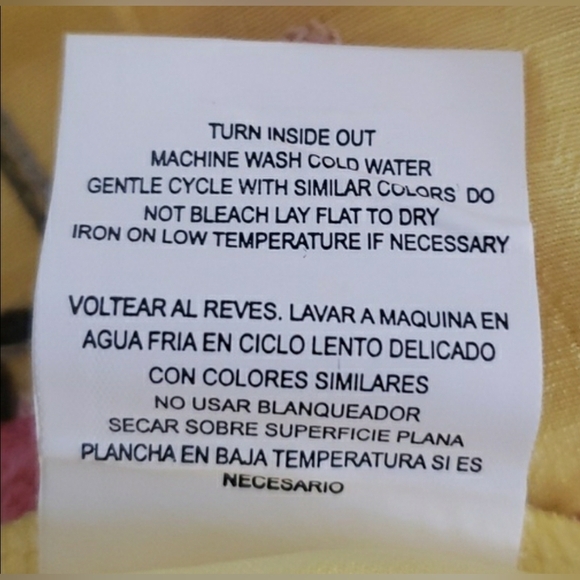 TURN INSIDE OUT
MACHINE WASH COLD WATER
GENTLE CYCLE WITH SIMILAR COLORS DO
NOT BLEACH LAY FLAT TO DRY
IRON ON LOW TEMPERATURE IF NECESSARY
VOLTEAR AL REVES. LAVAR A MAQUINA EN
AGUA FRIA EN CICLO LENTO DELICADO
CON COLORES SIMILARES
NO USAR BLANQUEADOR
SECAR SOBRE SUPERFICIE PLANA
PLANCHA EN BAJA TEMPERATURA SI ES
NECESARIO